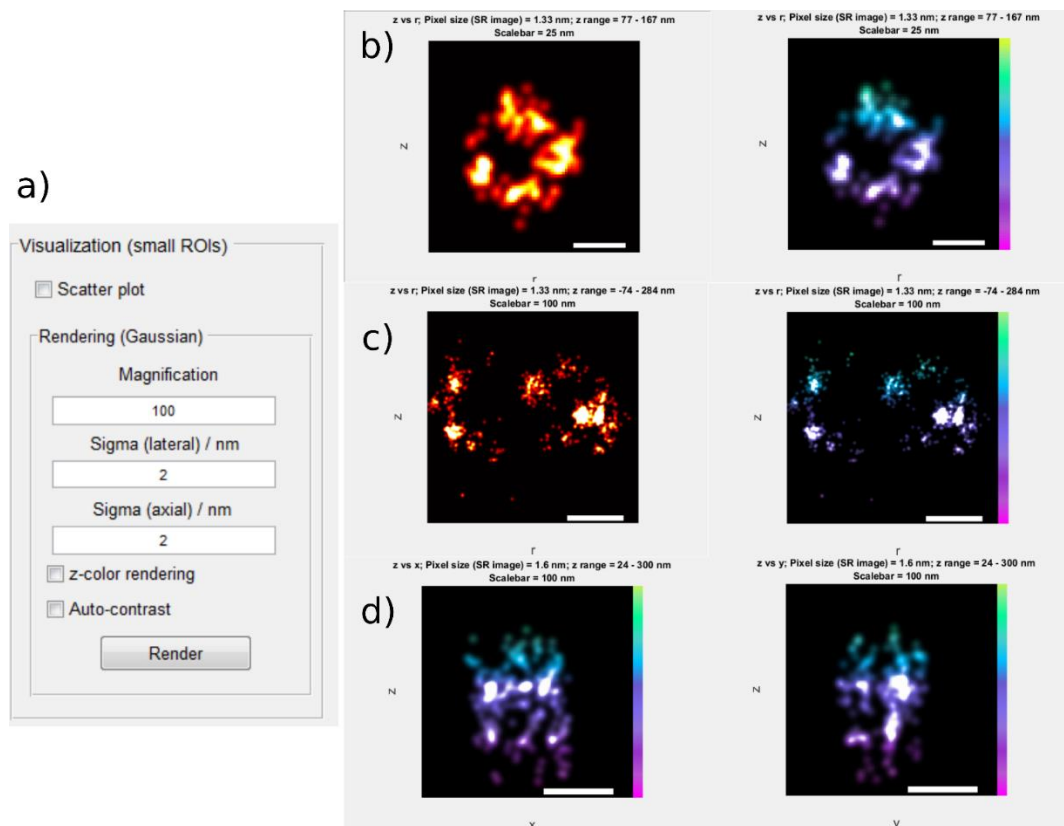 a)
Visualization (small ROIs)
Scatter plot
Rendering (Gaussian)
Magnification
100
Sigma (lateral) / nm
2
Sigma (axial) / nm
2
z-color rendering
Auto-contrast
Render
b)
z vs r; Pixel size (SR image) = 1.33 nm; z range = 77 - 167 nm
Scalebar = 25 nm
z
r
z vs r; Pixel size (SR image) = 1.33 nm; z range = 77 - 167 nm
Scalebar = 25 nm
z
r
c)
z vs r; Pixel size (SR image) = 1.33 nm; z range = -74 - 284 nm
Scalebar = 100 nm
z
r
z vs r; Pixel size (SR image) = 1.33 nm; z range = -74 - 284 nm
Scalebar = 100 nm
z
r
d)
z vs x; Pixel size (SR image) = 1.6 nm; z range = 24 - 300 nm
Scalebar = 100 nm
z
x
z vs y; Pixel size (SR image) = 1.6 nm; z range = 24 - 300 nm
Scalebar = 100 nm
z
y